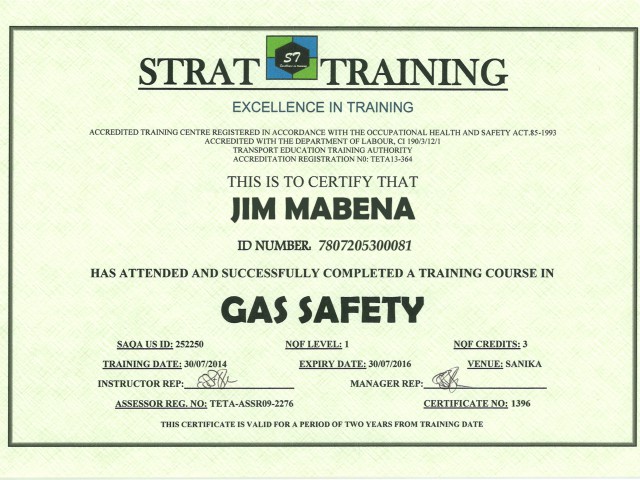 STRAT ST TRAINING
EXCELLENCE IN TRAINING
ACCREDITED TRAINING CENTRE REGISTERED IN ACCORDANCE WITH THE OCCUPATIONAL HEALTH AND SAFETY ACT.85-1993
ACCREDITED WITH THE DEPARTMENT OF LABOUR, CI 190/3/12/1
TRANSPORT EDUCATION TRAINING AUTHORITY
ACCREDITATION REGISTRATION N0: TETA13-364
THIS IS TO CERTIFY THAT
JIM MABENA
ID NUMBER: 7807205300081
HAS ATTENDED AND SUCCESSFULLY COMPLETED A TRAINING COURSE IN
GAS SAFETY
SAQA US ID: 252250 NQF LEVEL: 1 NQF CREDITS: 3
TRAINING DATE: 30/07/2014 EXPIRY DATE: 30/07/2016 VENUE: SANIKA
INSTRUCTOR REP: MANAGER REP:
ASSESSOR REG. NO: TETA-ASSR09-2276 CERTIFICATE NO: 1396
THIS CERTIFICATE IS VALID FOR A PERIOD OF TWO YEARS FROM TRAINING DATE